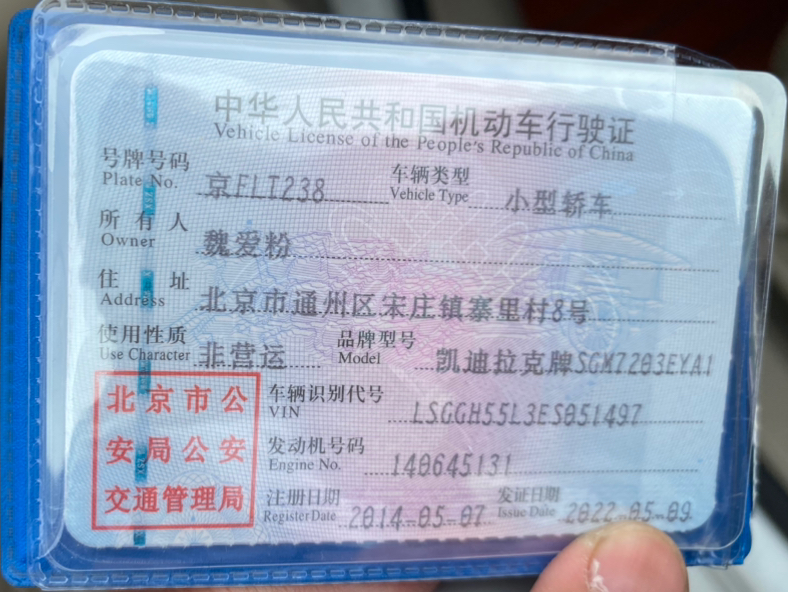 中华人民共和国机动车行驶证
Vehicle License of the People's Republic of China
号牌号码 京FLT238 车辆类型 小型轿车
Plate No. Vehicle Type
所有人 魏爱粉
Owner
住址 北京市通州区宋庄镇寨里村8号
Address
使用性质 非营运 品牌型号 凯迪拉克牌SGM7203EYA1
Use Character Model
北京市公
安局公安
交通管理局
车辆识别代号 LSGGH55L3ES051497
VIN
发动机号码 140645131
Engine No.
注册日期 2014-05-07 发证日期 2022-05-09
Register Date Issue Date